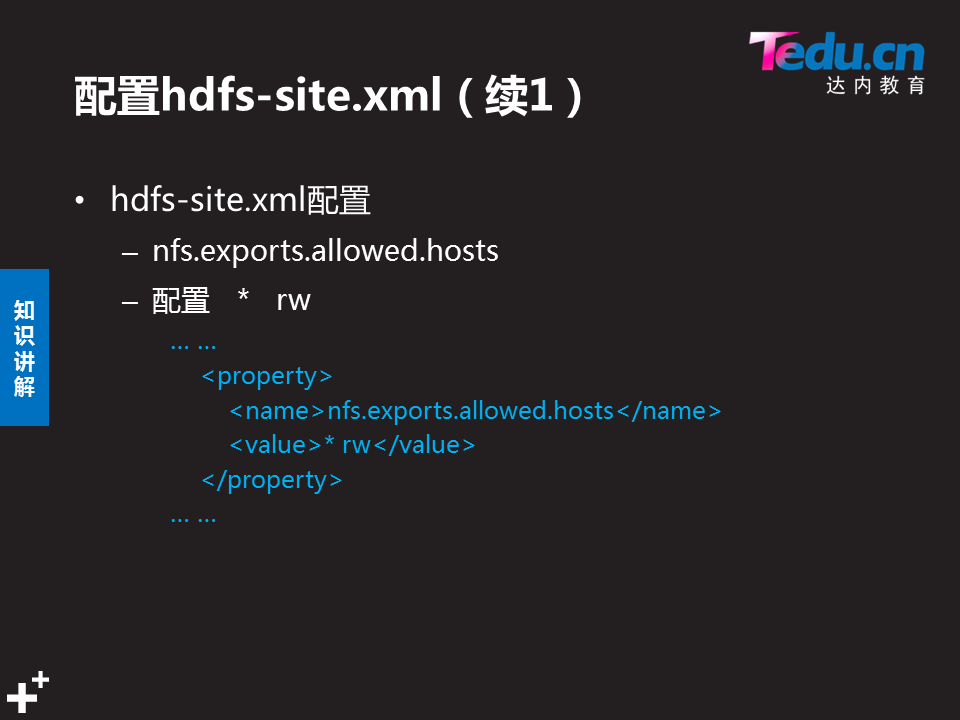 Tedu.cn
达内教育
配置hdfs-site.xml（续1）
• hdfs-site.xml配置
– nfs.exports.allowed.hosts
– 配置 * rw
… …
<property>
<name>nfs.exports.allowed.hosts</name>
<value>* rw</value>
</property>
… …
知
识
讲
解